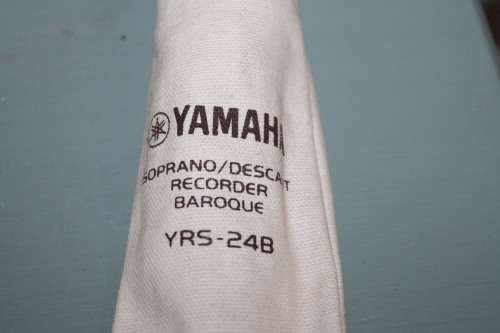 YAMAHA
SOPRANO/DESCANT
RECORDER
BAROQUE
YRS-24B